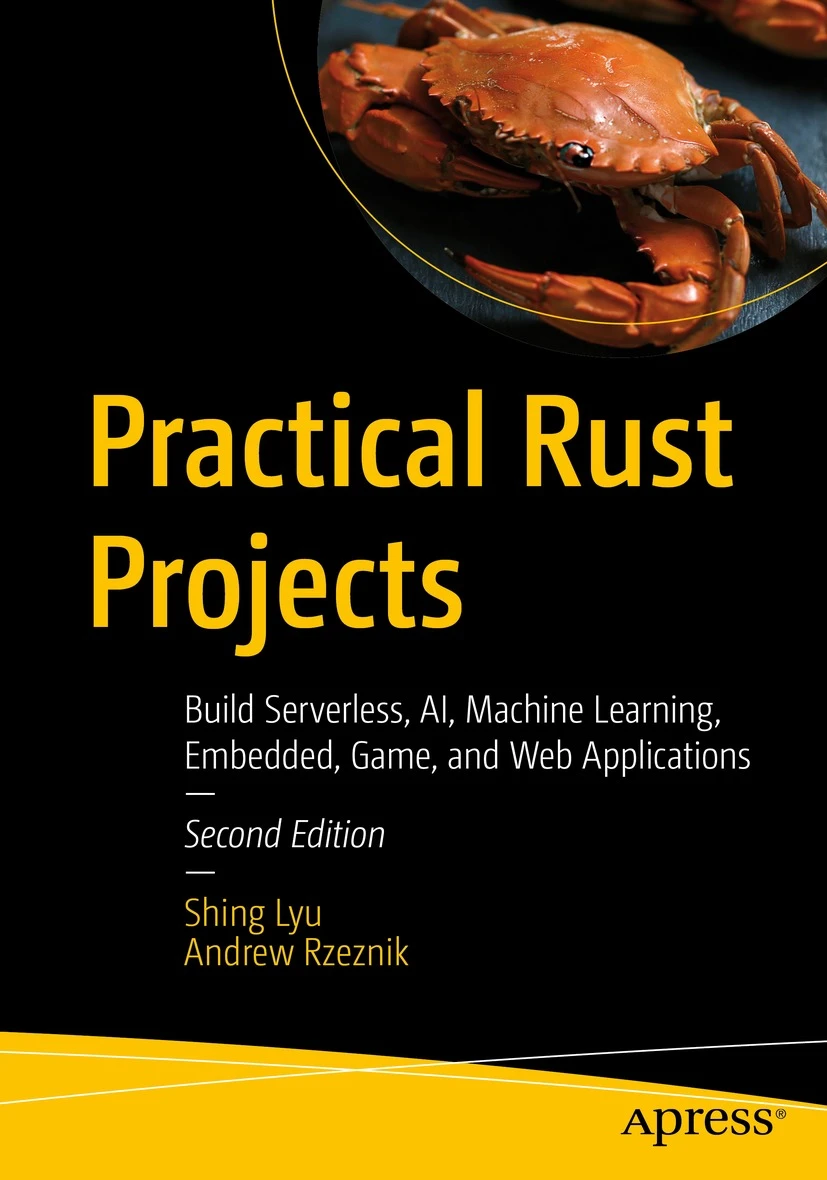 Practical Rust
Projects
Build Serverless, AI, Machine Learning,
Embedded, Game, and Web Applications
—
Second Edition
—
Shing Lyu
Andrew Rzeznik
Apress®